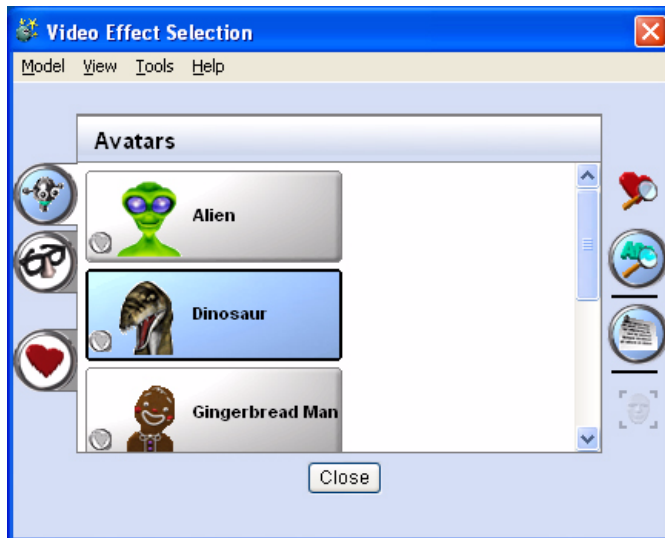 Video Effect Selection
Model View Tools Help
Avatars
Alien
Dinosaur
Gingerbread Man
Close